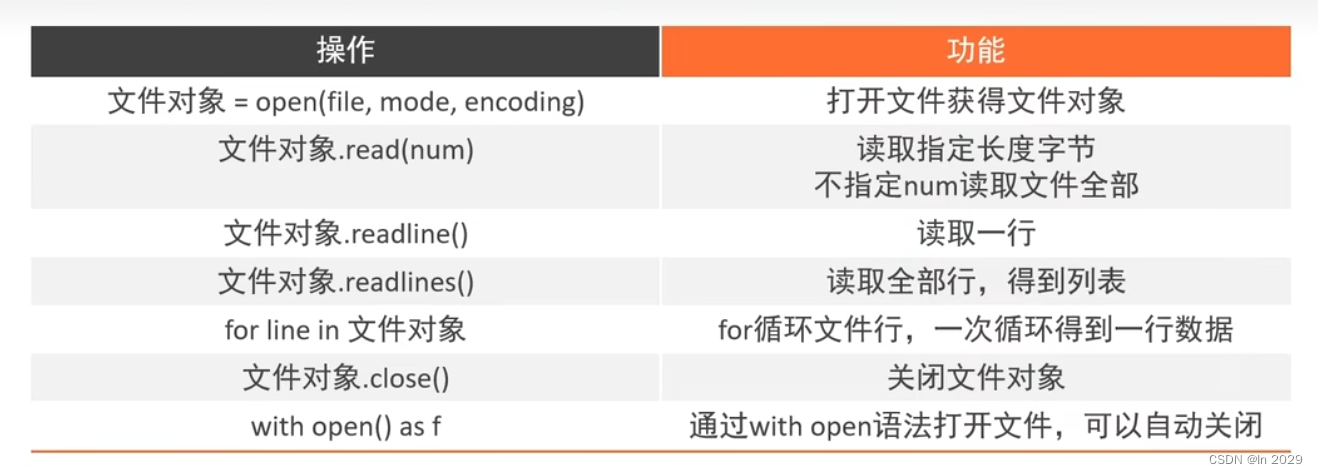 操作 功能
文件对象 = open(file, mode, encoding) 打开文件获得文件对象
文件对象.read(num) 读取指定长度字节
不指定num读取文件全部
文件对象.readline() 读取一行
文件对象.readlines() 读取全部行，得到列表
for line in 文件对象 for循环文件行，一次循环得到一行数据
文件对象.close() 关闭文件对象
with open() as f 通过with open语法打开文件，可以自动关闭
CSDN @ln 2029